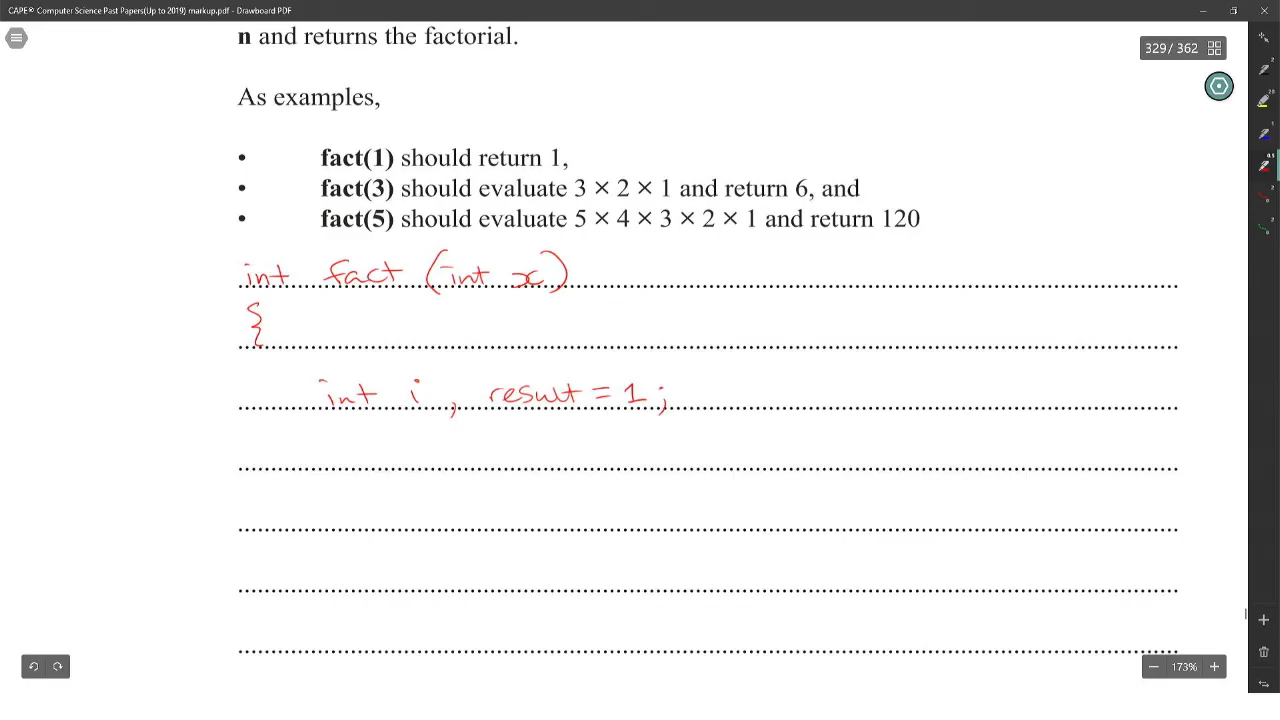 CAPE® Computer Science Past Papers(Up to 2019) markup.pdf - Drawboard PDF
n and returns the factorial.
329 / 362
As examples,
• fact(1) should return 1,
• fact(3) should evaluate 3 × 2 × 1 and return 6, and
• fact(5) should evaluate 5 × 4 × 3 × 2 × 1 and return 120
int fact (int x)
{
int i , result = 1 ;
173%